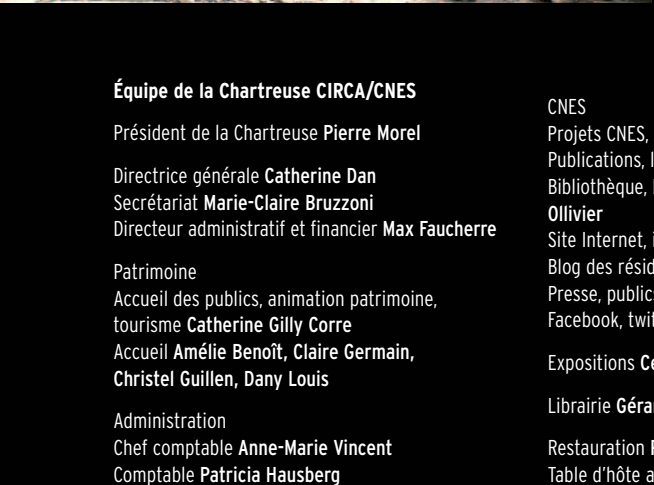 Équipe de la Chartreuse CIRCA/CNES
Président de la Chartreuse Pierre Morel
Directrice générale Catherine Dan
Secrétariat Marie-Claire Bruzzoni
Directeur administratif et financier Max Faucherre
Patrimoine
Accueil des publics, animation patrimoine,
tourisme Catherine Gilly Corre
Accueil Amélie Benoît, Claire Germain,
Christel Guillen, Dany Louis
Administration
Chef comptable Anne-Marie Vincent
Comptable Patricia Hausberg
CNES
Projets CNES,
Publications,
Bibliothèque,
Ollivier
Site Internet,
Blog des
Presse,
Facebook,
Expositions
Librairie
Restauration
Table d'hôte